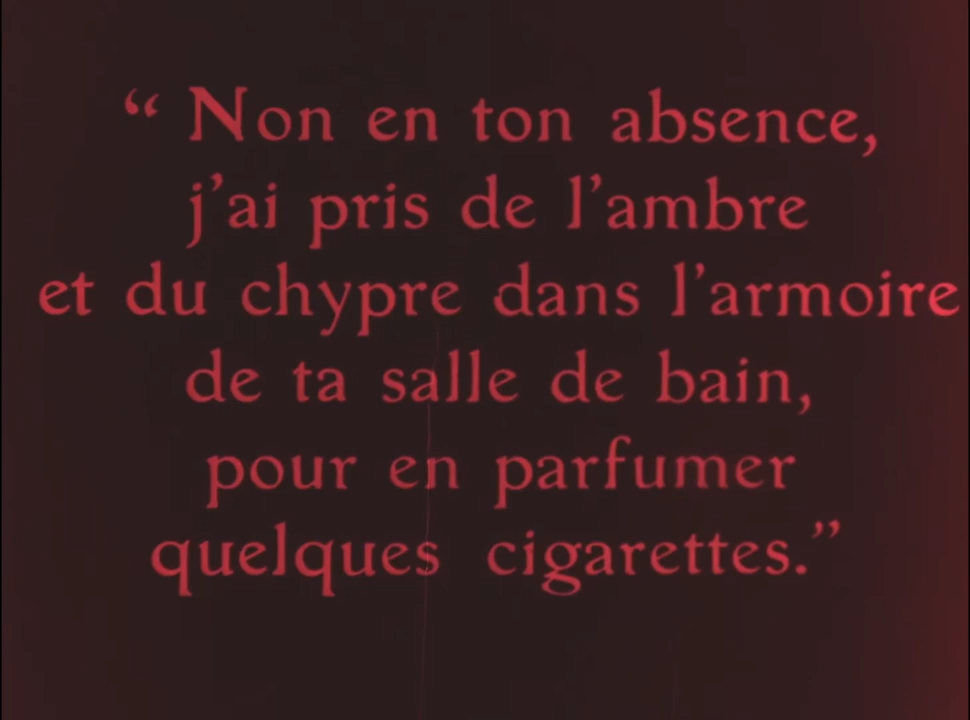 “ Non en ton absence,
j’ai pris de l’ambre
et du chypre dans l’armoire
de ta salle de bain,
pour en parfumer
quelques cigarettes.”